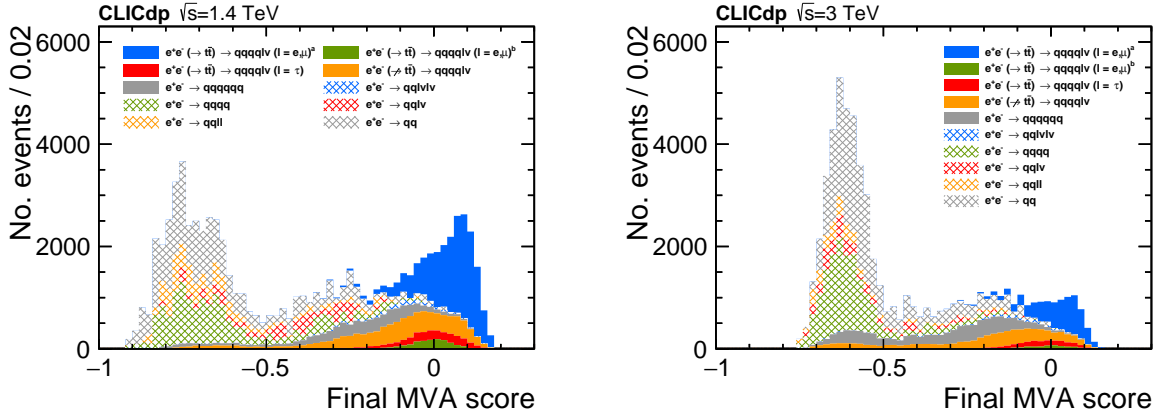 CLICdp √s=1.4 TeV
No. events / 0.02
6000
4000
2000
0
e⁺e⁻ (→ tt̄) → qqqqlν (l = e,μ)ᵃ
e⁺e⁻ (→ tt̄) → qqqqlν (l = e,μ)ᵇ
e⁺e⁻ (→ tt̄) → qqqqlν (l = τ)
e⁺e⁻ (↛ tt̄) → qqqqlν
e⁺e⁻ → qqqqqq
e⁺e⁻ → qqlνlν
e⁺e⁻ → qqqq
e⁺e⁻ → qqlν
e⁺e⁻ → qqll
e⁺e⁻ → qq
−1
−0.5
0
Final MVA score
CLICdp √s=3 TeV
No. events / 0.02
6000
4000
2000
0
e⁺e⁻ (→ tt̄) → qqqqlν (l = e,μ)ᵃ
e⁺e⁻ (→ tt̄) → qqqqlν (l = e,μ)ᵇ
e⁺e⁻ (→ tt̄) → qqqqlν (l = τ)
e⁺e⁻ (↛ tt̄) → qqqqlν
e⁺e⁻ → qqqqqq
e⁺e⁻ → qqlνlν
e⁺e⁻ → qqqq
e⁺e⁻ → qqlν
e⁺e⁻ → qqll
e⁺e⁻ → qq
−1
−0.5
0
Final MVA score